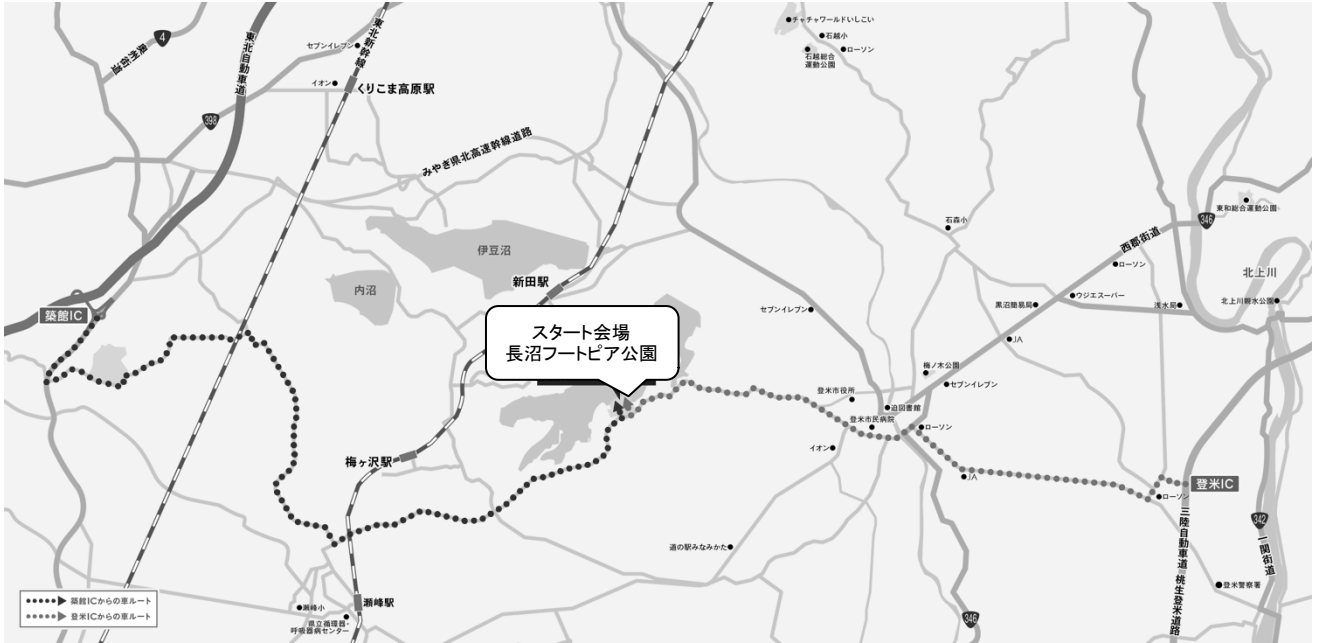 4
奥州街道
東北自動車道
東北新幹線
セブンイレブン
イオン
くりこま高原駅
398
みやぎ県北高速幹線道路
チャチャワールドいしこい
石越小
石越総合
運動公園
ローソン
伊豆沼
内沼
新田駅
築館IC
スタート会場
長沼フートピア公園
梅ヶ沢駅
瀬峰駅
瀬峰小
県立循環器・
呼吸器病センター
セブンイレブン
石森小
西郡街道
346
東和総合運動公園
ローソン
黒沼簡易局
ウジエスーパー
浅水局
北上川
北上川親水公園
JA
梅ノ木公園
セブンイレブン
登米市役所
迫図書館
登米市民病院
ローソン
イオン
JA
ローソン
登米IC
道の駅みなみかた
三陸自動車道 桃生登米道路
342
一関街道
登米警察署
346
築館ICからの車ルート
登米ICからの車ルート